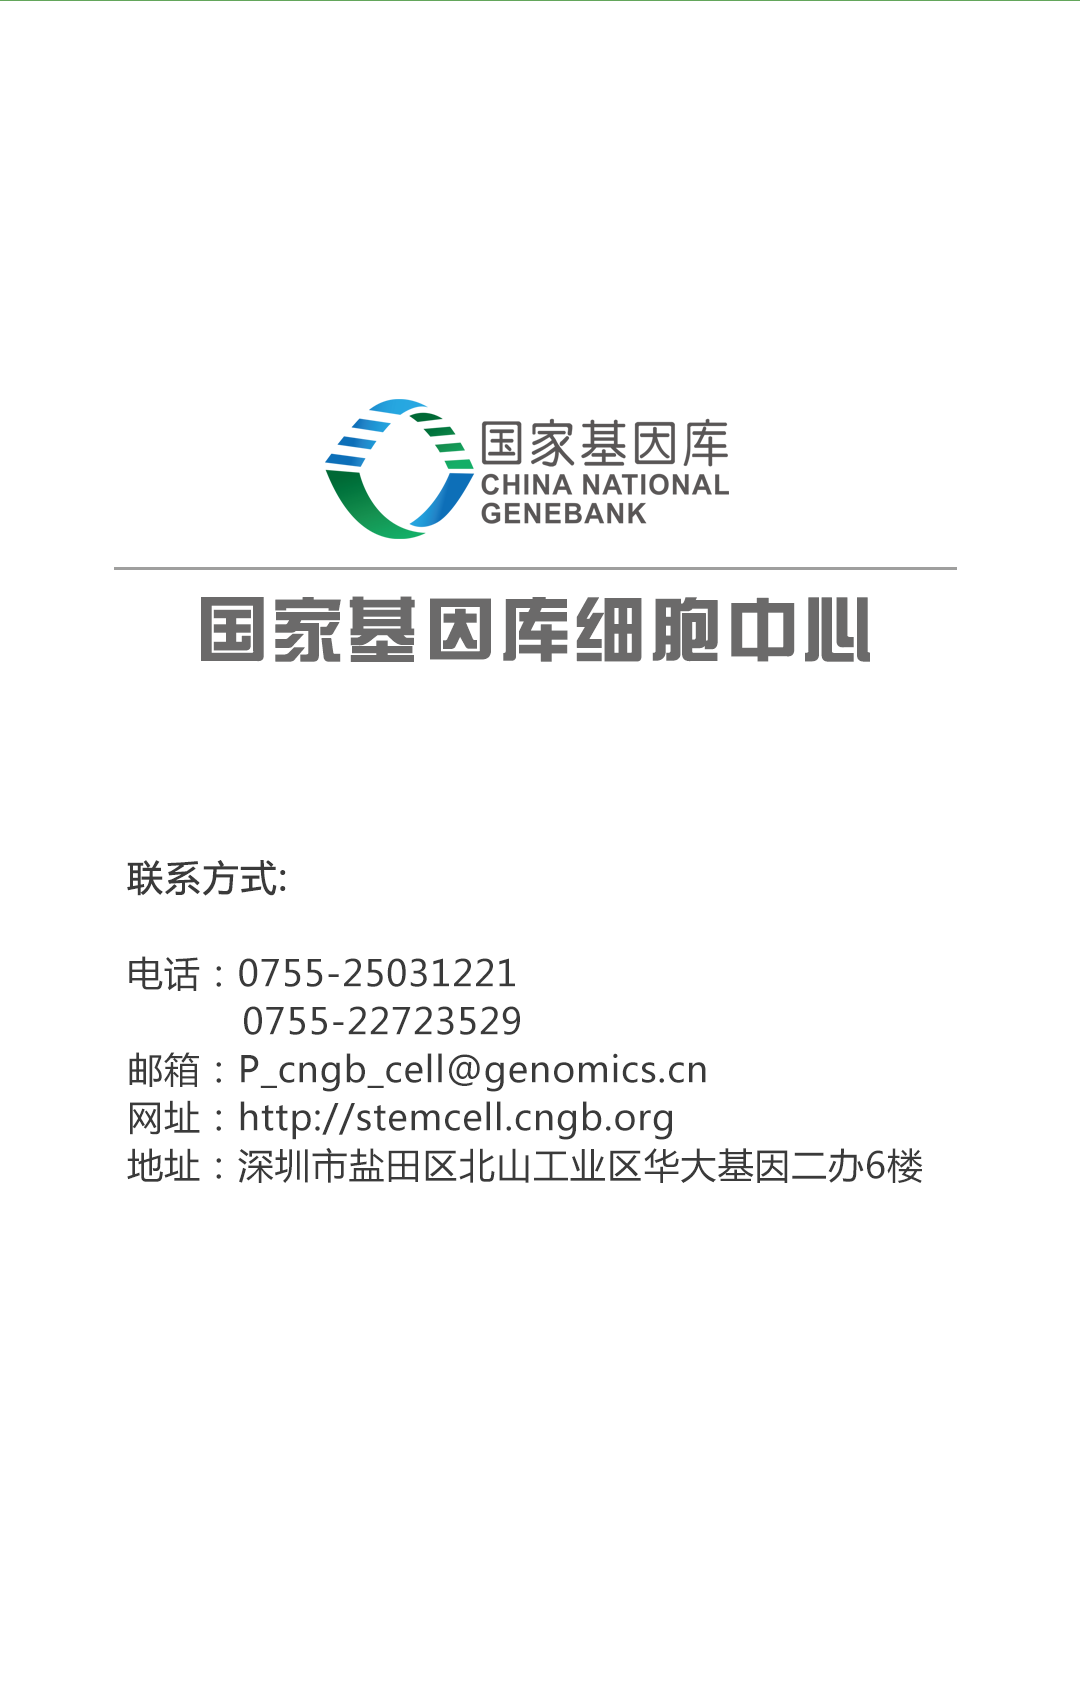 国家基因库
CHINA NATIONAL
GENEBANK
国家基因库细胞中心
联系方式:
电话：0755-25031221
0755-22723529
邮箱：P_cngb_cell@genomics.cn
网址：http://stemcell.cngb.org
地址：深圳市盐田区北山工业区华大基因二办6楼